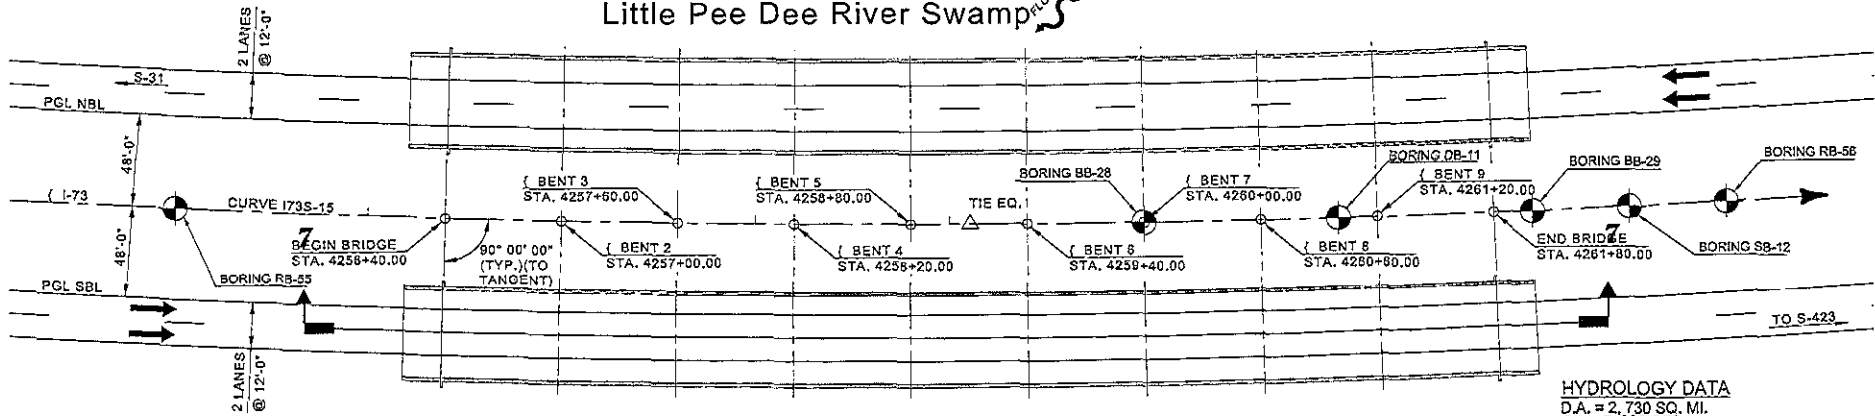 Little Pee Dee River Swamp
2 LANES
@ 12'-0"
S-31
PGL NBL
48'-0"
{ I-73
CURVE I73S-15
BORING RB-55
7
BEGIN BRIDGE
STA. 4256+40.00
90° 00' 00"
(TYP.)(TO
TANGENT)
{ BENT 2
STA. 4257+00.00
{ BENT 3
STA. 4257+60.00
{ BENT 4
STA. 4258+20.00
{ BENT 5
STA. 4258+80.00
TIE EQ.
{ BENT 6
STA. 4259+40.00
BORING BB-28
{ BENT 7
STA. 4260+00.00
{ BENT 8
STA. 4260+60.00
BORING DB-11
{ BENT 9
STA. 4261+20.00
7
END BRIDGE
STA. 4261+80.00
BORING BB-29
BORING SB-12
BORING RB-56
48'-0"
PGL SBL
2 LANES
@ 12'-0"
TO S-423
HYDROLOGY DATA
D.A. = 2,730 SQ. MI.